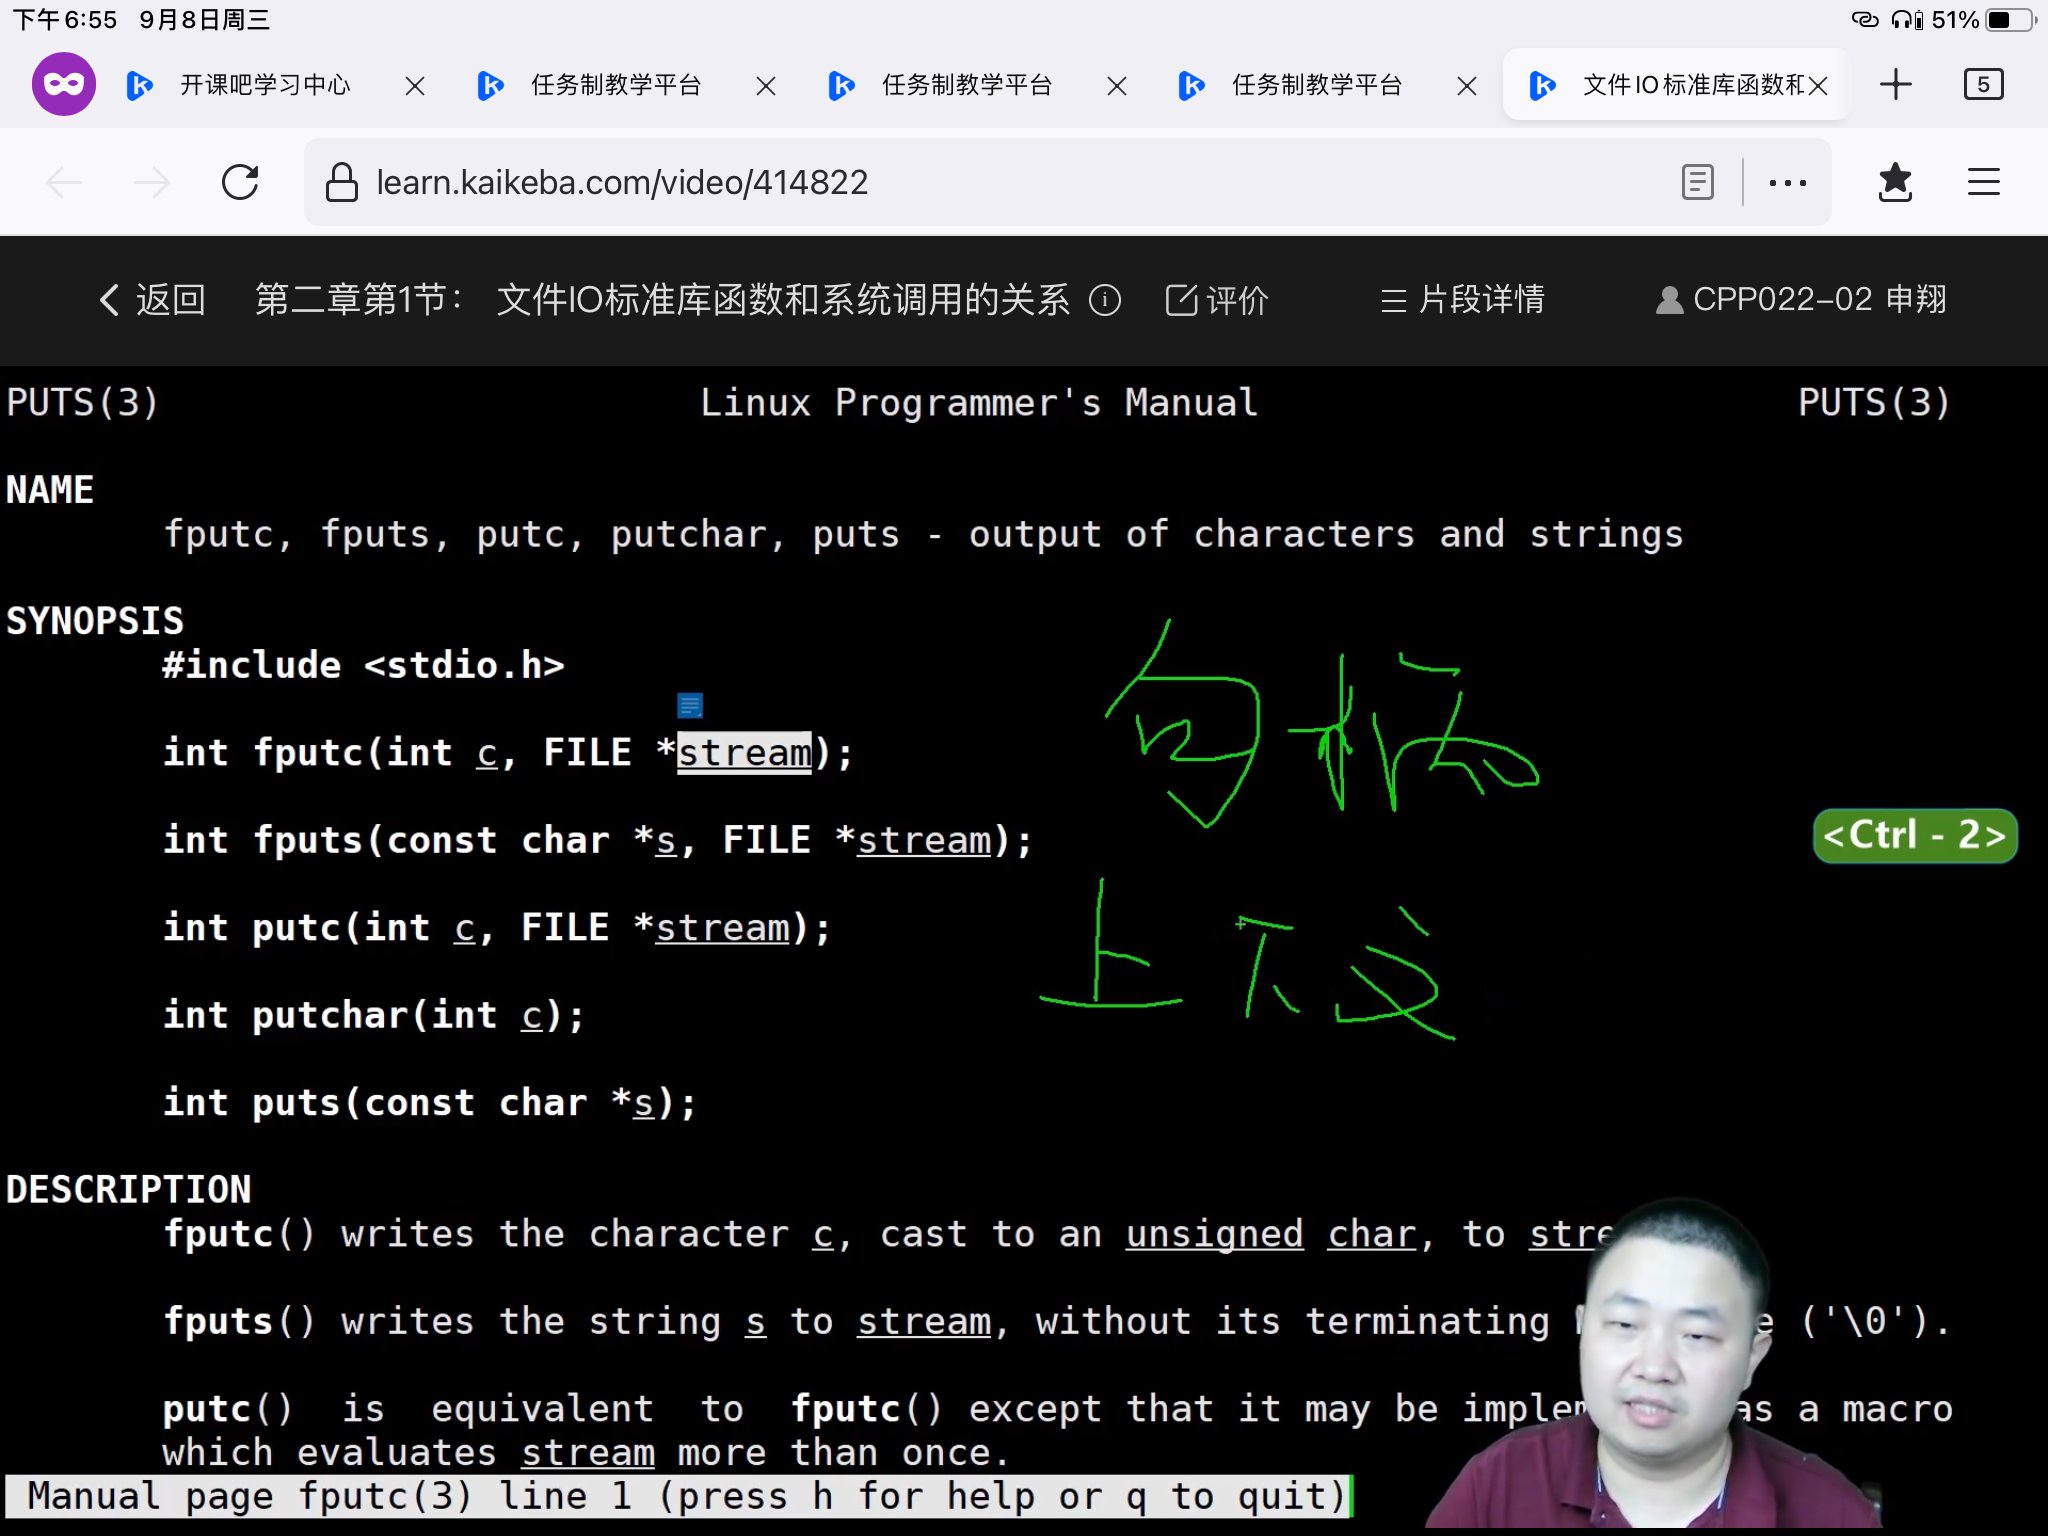 下午6:55 9月8日周三 51%
开课吧学习中心 任务制教学平台 任务制教学平台 任务制教学平台 文件IO标准库函数和 5
learn.kaikeba.com/video/414822
返回 第二章第1节: 文件IO标准库函数和系统调用的关系 评价 片段详情 CPP022-02 申翔
PUTS(3) Linux Programmer's Manual PUTS(3)
NAME
fputc, fputs, putc, putchar, puts - output of characters and strings
SYNOPSIS
#include <stdio.h>
int fputc(int c, FILE *stream);
句柄
int fputs(const char *s, FILE *stream);
<Ctrl - 2>
int putc(int c, FILE *stream);
上下文
int putchar(int c);
int puts(const char *s);
DESCRIPTION
fputc() writes the character c, cast to an unsigned char, to stre
fputs() writes the string s to stream, without its terminating ('\0').
putc() is equivalent to fputc() except that it may be implem as a macro
which evaluates stream more than once.
Manual page fputc(3) line 1 (press h for help or q to quit)